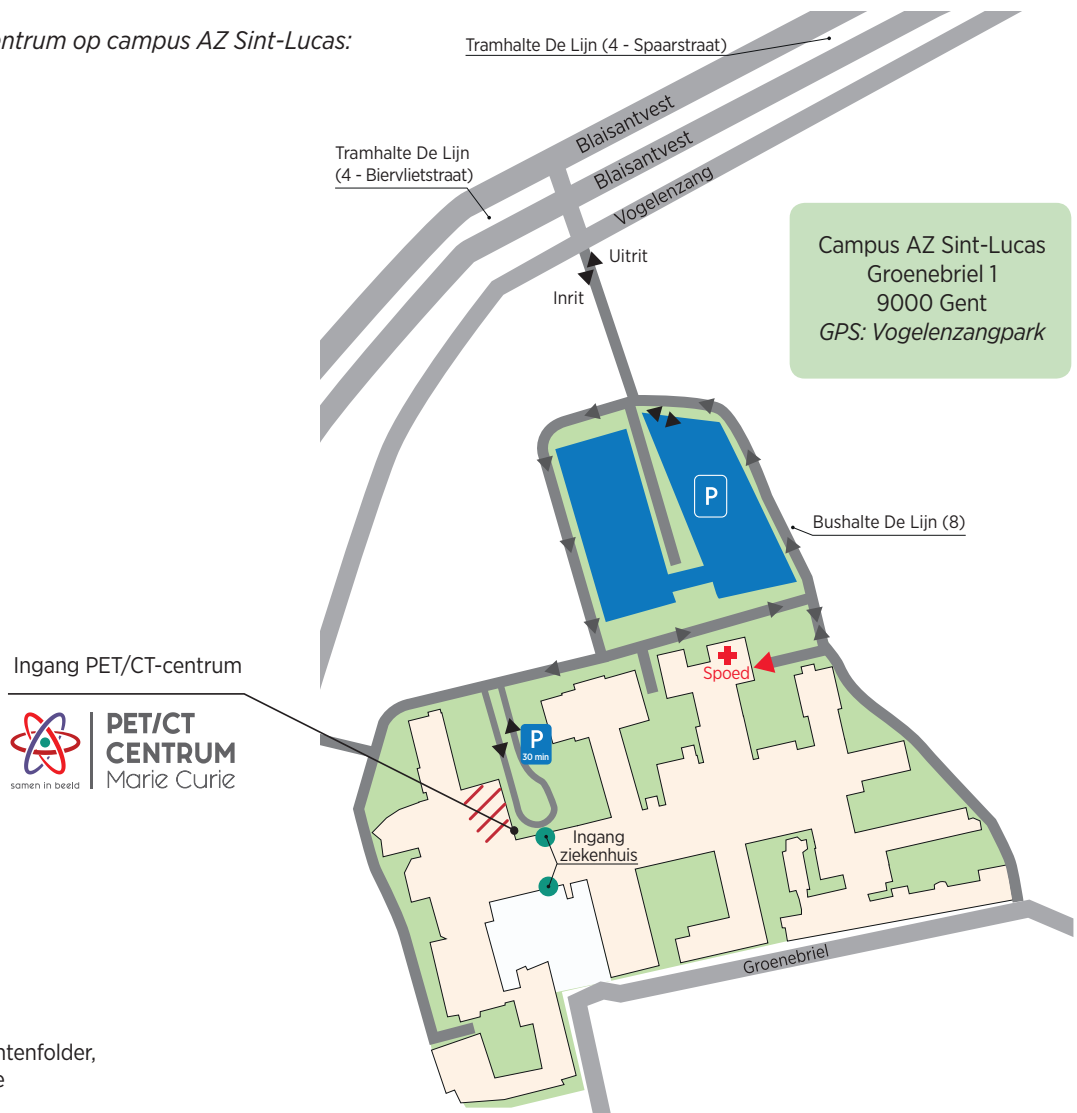 entrum op campus AZ Sint-Lucas:
Tramhalte De Lijn (4 - Spaarstraat)
Blaisantvest
Tramhalte De Lijn
(4 - Biervlietstraat)
Blaisantvest
Vogelenzang
Campus AZ Sint-Lucas
Groenebriel 1
9000 Gent
GPS: Vogelenzangpark
Uitrit
Inrit
P
Bushalte De Lijn (8)
Ingang PET/CT-centrum
Spoed
PET/CT
CENTRUM
Marie Curie
samen in beeld
P
30 min
Ingang
ziekenhuis
Groenebriel
ntenfolder,
e